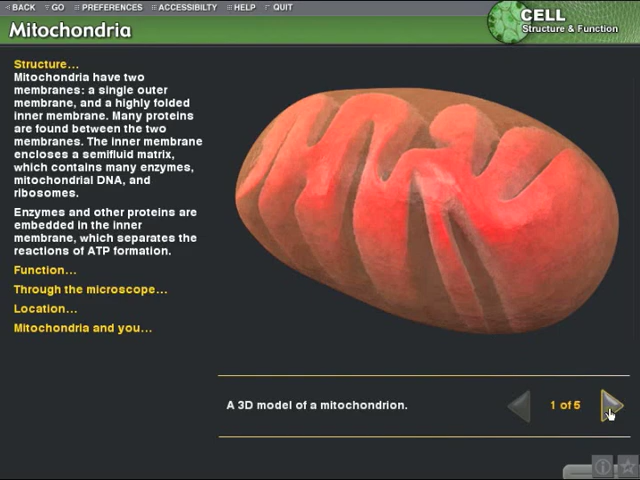 BACK GO PREFERENCES ACCESSIBILTY HELP QUIT
CELL
Structure & Function
Mitochondria
Structure...
Mitochondria have two
membranes: a single outer
membrane, and a highly folded
inner membrane. Many proteins
are found between the two
membranes. The inner membrane
encloses a semifluid matrix,
which contains many enzymes,
mitochondrial DNA, and
ribosomes.
Enzymes and other proteins are
embedded in the inner
membrane, which separates the
reactions of ATP formation.
Function...
Through the microscope...
Location...
Mitochondria and you...
A 3D model of a mitochondrion.
1 of 5